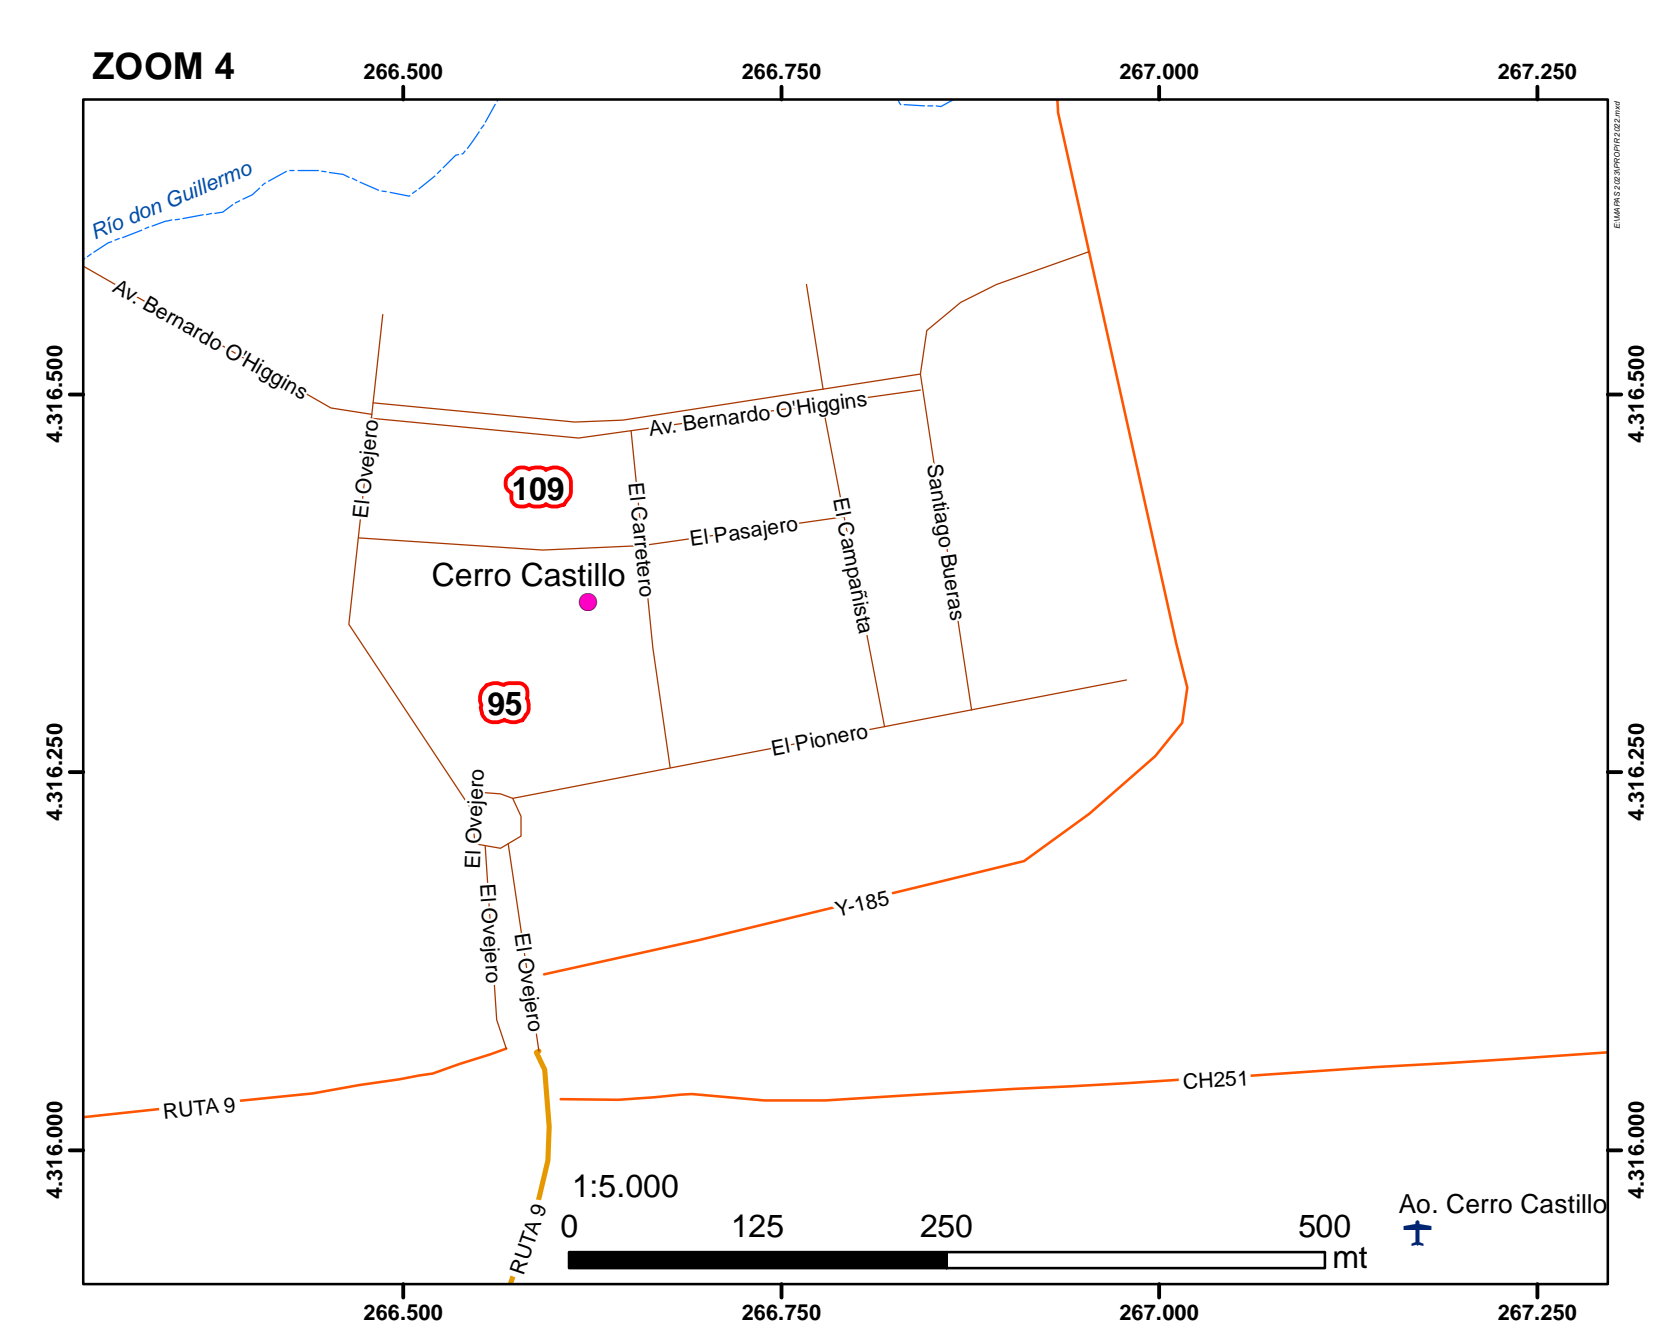 ZOOM 4
266.500
266.750
267.000
267.250
E:\MAPAS 2023\PROPIR2022.mxd
Río don Guillermo
Av. Bernardo O'Higgins
4.316.500
4.316.500
Av. Bernardo O'Higgins
El Ovejero
109
El Carretero
El Pasajero
El Campañista
Santiago Bueras
Cerro Castillo
95
El Pionero
4.316.250
4.316.250
El Ovejero
El Ovejero
El Ovejero
Y-185
RUTA 9
CH251
4.316.000
4.316.000
RUTA 9
1:5.000
0
125
250
500
mt
Ao. Cerro Castillo
266.500
266.750
267.000
267.250